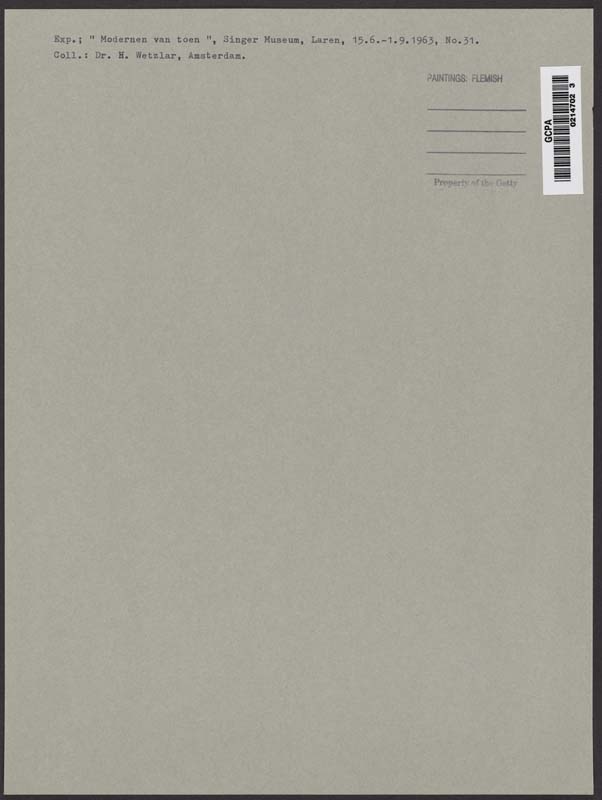 Exp.; " Modernen van toen ", Singer Museum, Laren, 15.6.-1.9.1963, No.31.
Coll.: Dr. H. Wetzlar, Amsterdam.
PAINTINGS: FLEMISH
Property of the Getty
GCPA
0214702 3